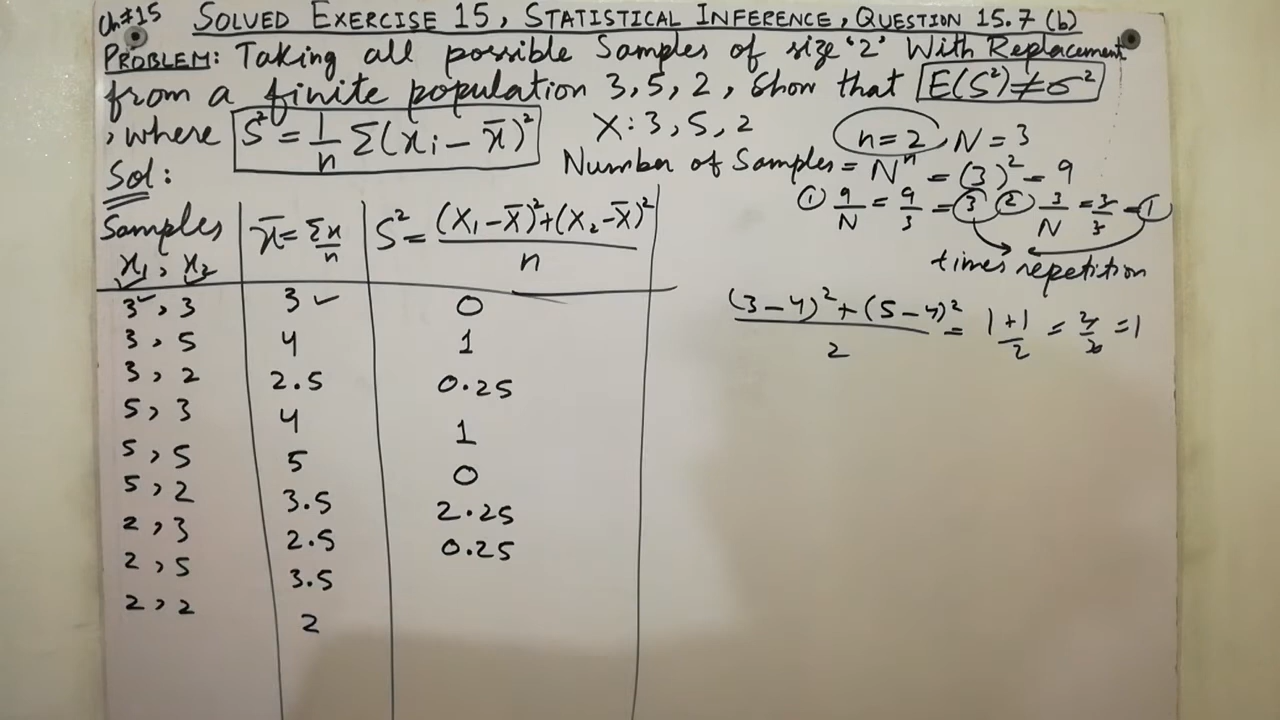 Ch#15 SOLVED EXERCISE 15, STATISTICAL INFERENCE, QUESTION 15.7 (b)
PROBLEM: Taking all possible Samples of size '2' With Replacement
from a finite population 3, 5, 2, Show that E(S²)≠σ²
, where S² = 1/n Σ(xᵢ - x̄)² X: 3, 5, 2 n=2, N=3
Sol: Number of Samples = Nⁿ = (3)² = 9
① 9/N = 9/3 = 3 ② 3/N = 3/3 = 1
times repetition
Samples x̄ = Σx/n S² = (X₁-X̄)²+(X₂-X̄)²/n
x₁, x₂
3✓, 3 3✓ 0
3, 5 4 1
(3-4)²+(5-4)²/2 = 1+1/2 = 2/2 = 1
3, 2 2.5 0.25
5, 3 4 1
5, 5 5 0
5, 2 3.5 2.25
2, 3 2.5 0.25
2, 5 3.5
2, 2 2